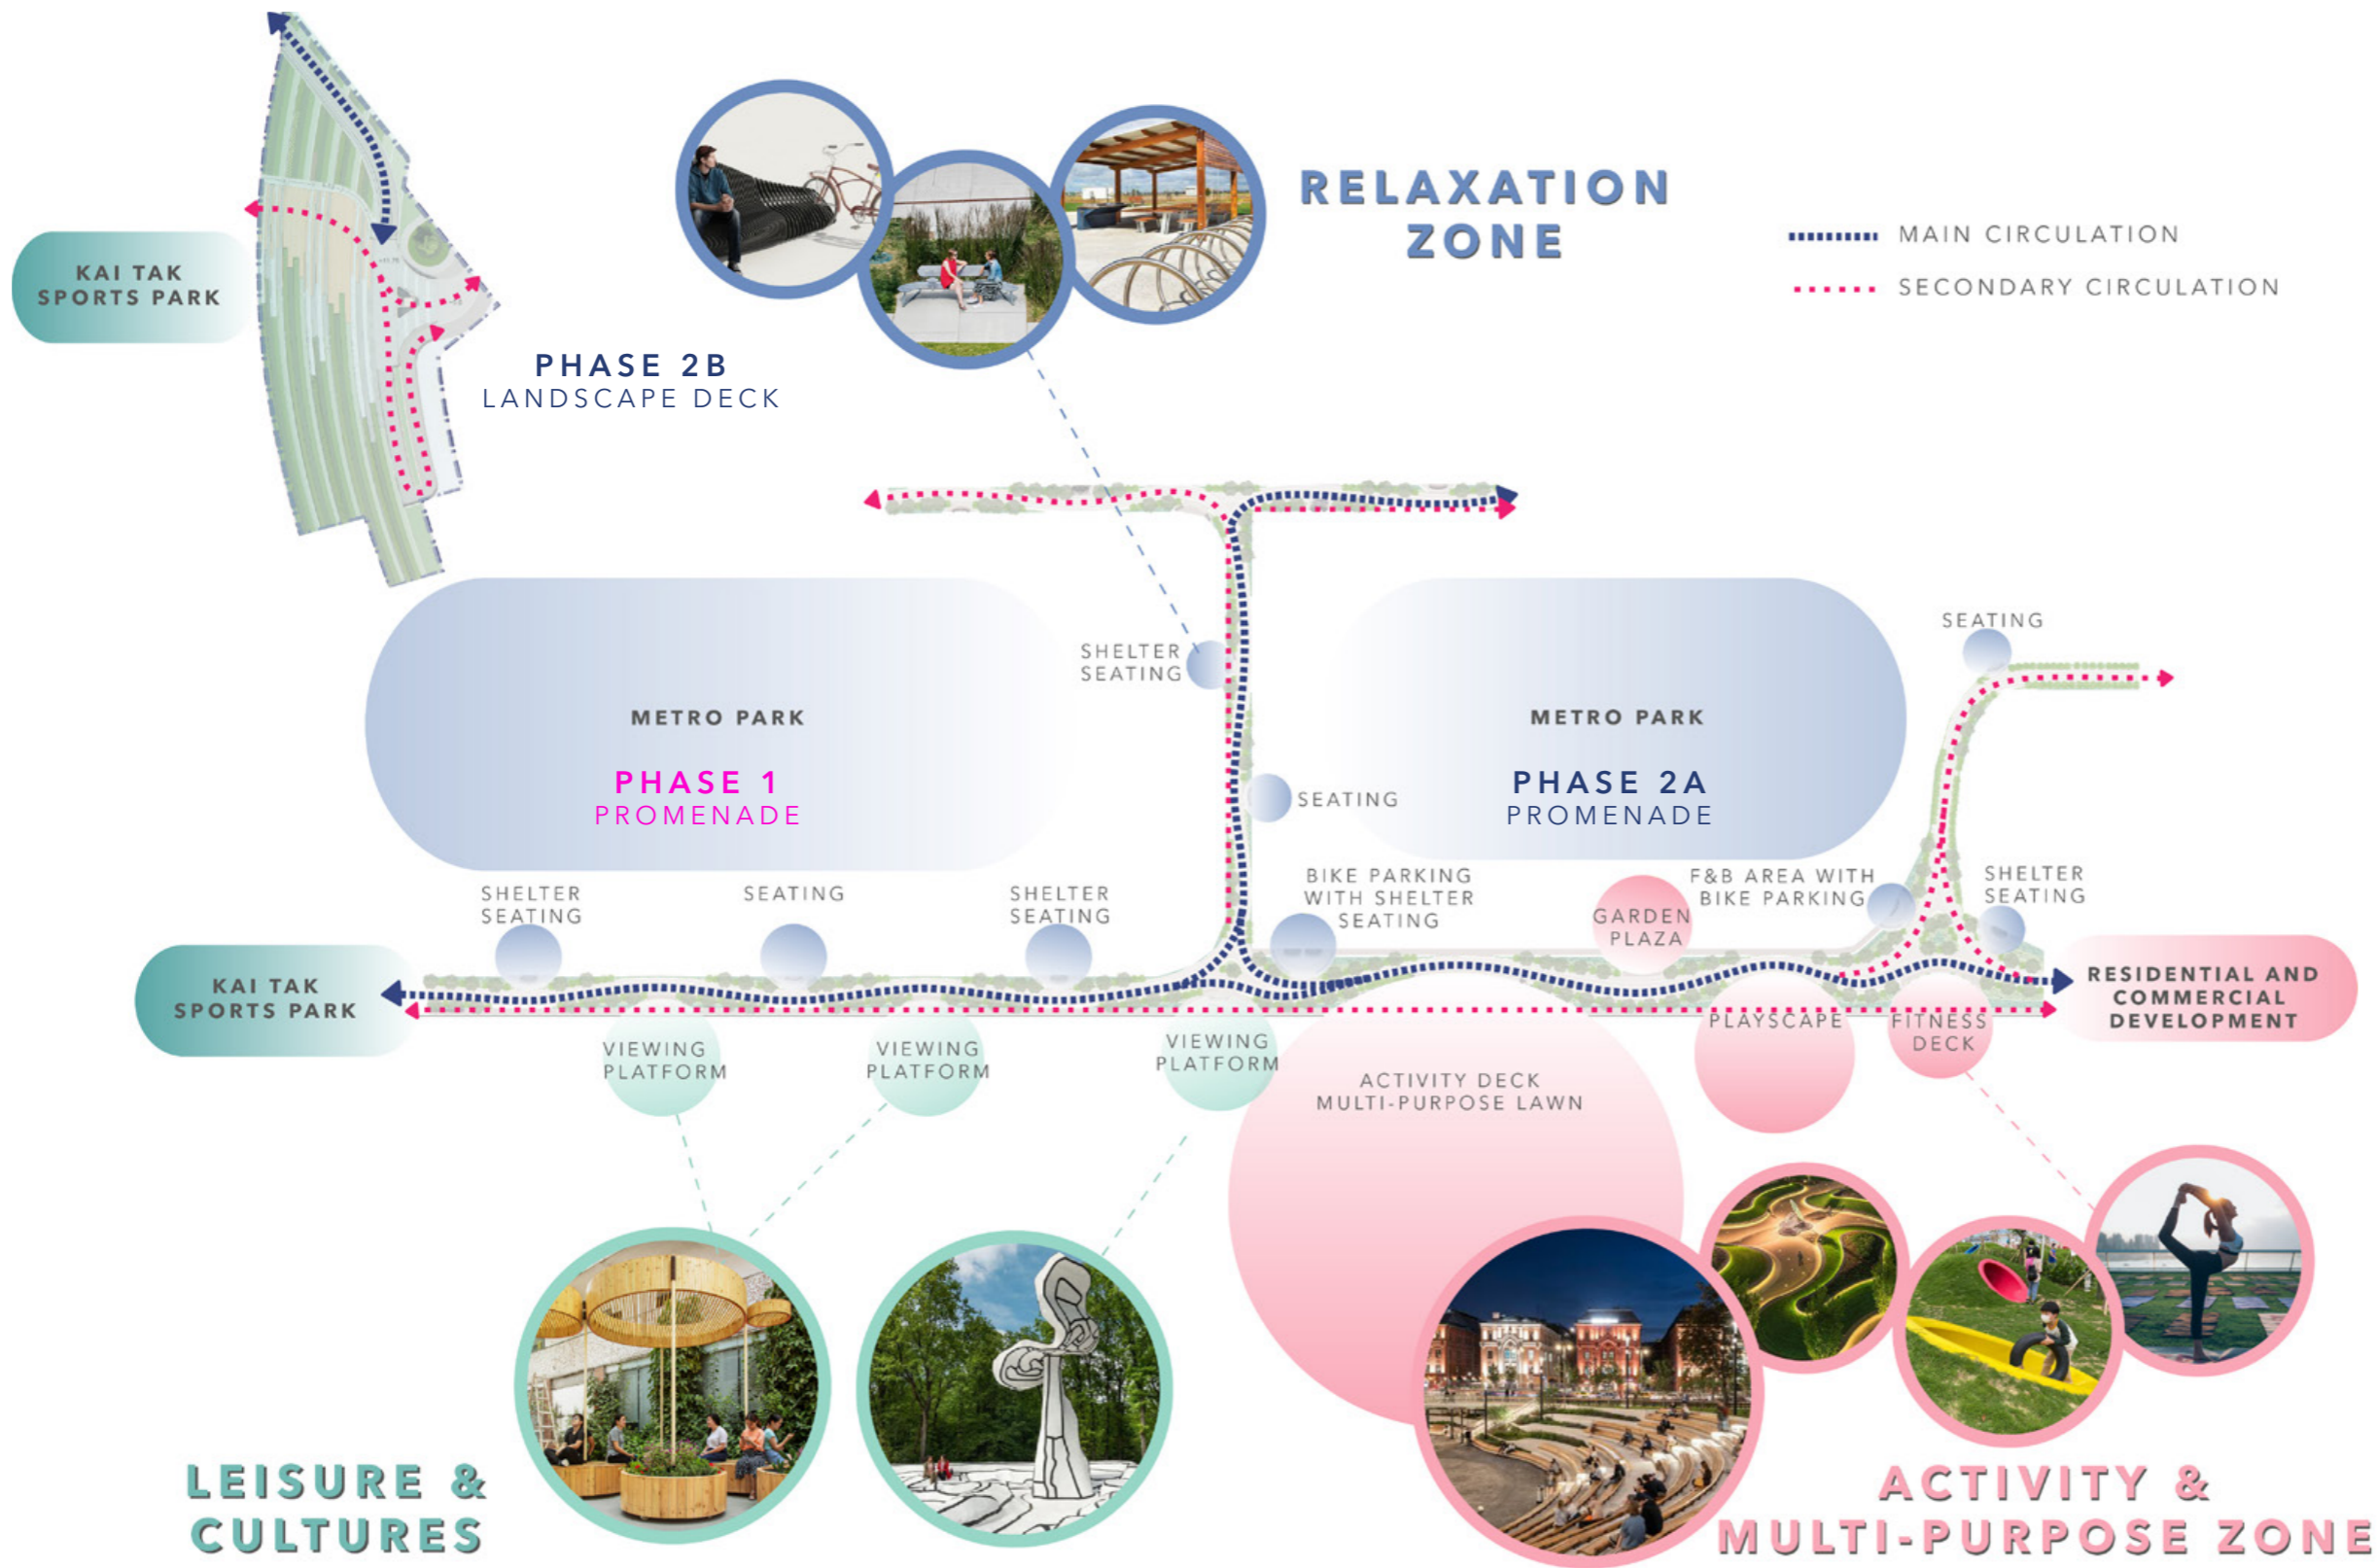 RELAXATION
ZONE
MAIN CIRCULATION
SECONDARY CIRCULATION
KAI TAK
SPORTS PARK
PHASE 2B
LANDSCAPE DECK
SHELTER
SEATING
SEATING
METRO PARK
PHASE 1
PROMENADE
METRO PARK
PHASE 2A
PROMENADE
SEATING
SHELTER
SEATING
SEATING
SHELTER
SEATING
BIKE PARKING
WITH SHELTER
SEATING
GARDEN
PLAZA
F&B AREA WITH
BIKE PARKING
SHELTER
SEATING
KAI TAK
SPORTS PARK
RESIDENTIAL AND
COMMERCIAL
DEVELOPMENT
VIEWING
PLATFORM
VIEWING
PLATFORM
VIEWING
PLATFORM
ACTIVITY DECK
MULTI-PURPOSE LAWN
PLAYSCAPE
FITNESS
DECK
LEISURE &
CULTURES
ACTIVITY &
MULTI-PURPOSE ZONE